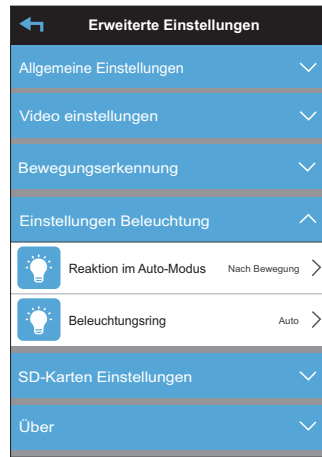 Erweiterte Einstellungen
Allgemeine Einstellungen
Video einstellungen
Bewegungserkennung
Einstellungen Beleuchtung
Reaktion im Auto-Modus Nach Bewegung
Beleuchtungsring Auto
SD-Karten Einstellungen
Über